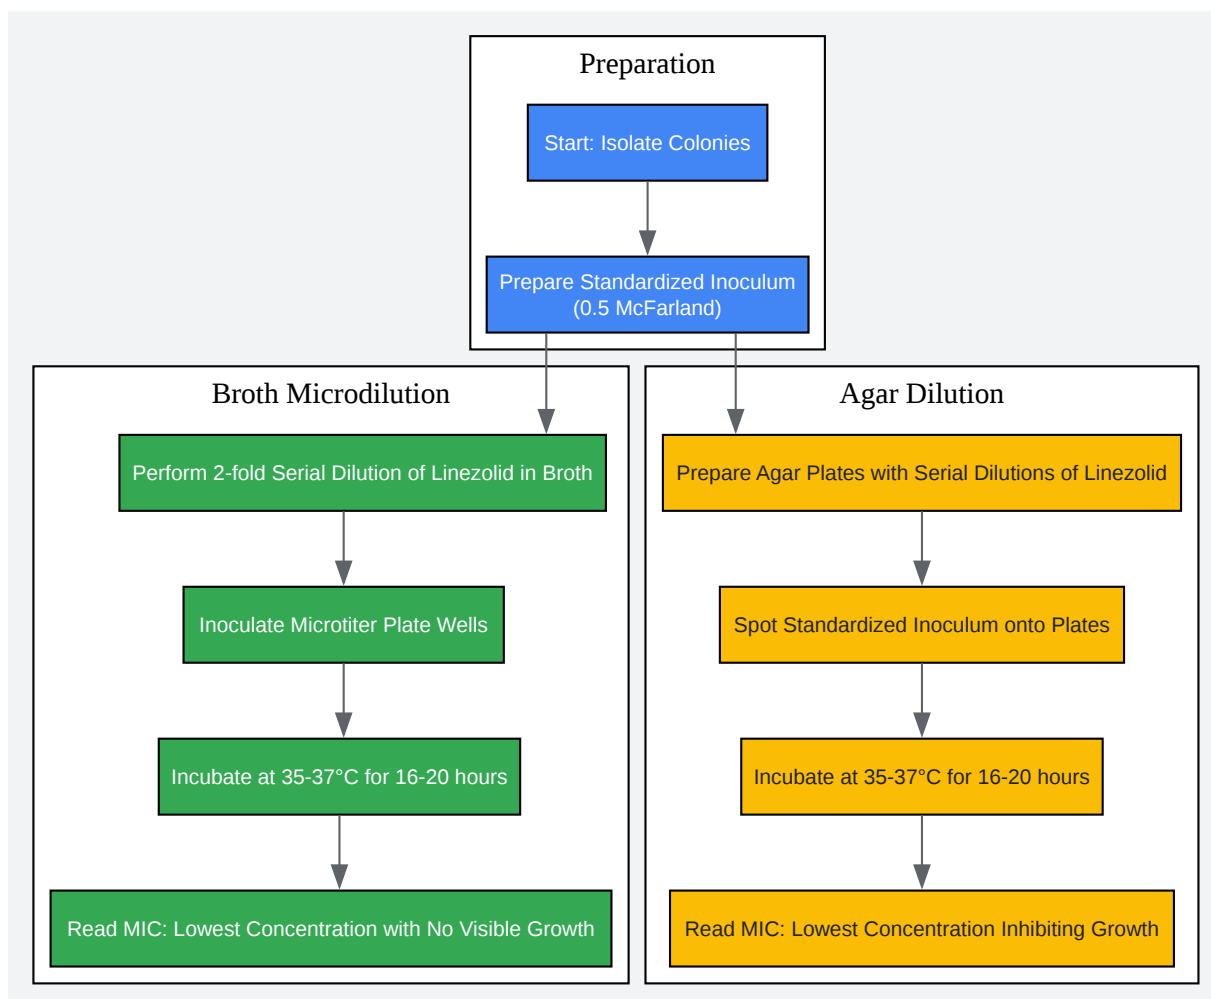 Preparation
Start: Isolate Colonies
Prepare Standardized Inoculum
(0.5 McFarland)
Broth Microdilution
Perform 2-fold Serial Dilution of Linezolid in Broth
Inoculate Microtiter Plate Wells
Incubate at 35-37°C for 16-20 hours
Read MIC: Lowest Concentration with No Visible Growth
Agar Dilution
Prepare Agar Plates with Serial Dilutions of Linezolid
Spot Standardized Inoculum onto Plates
Incubate at 35-37°C for 16-20 hours
Read MIC: Lowest Concentration Inhibiting Growth